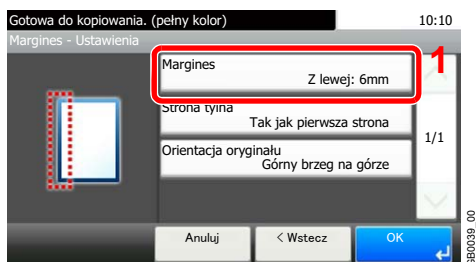 Gotowa do kopiowania. (pełny kolor)
10:10
Margines - Ustawienia
1
Margines
Z lewej: 6mm
Strona tylna
Tak jak pierwsza strona
1/1
Orientacja oryginału
Górny brzeg na górze
Anuluj
< Wstecz
OK
GB0039_00